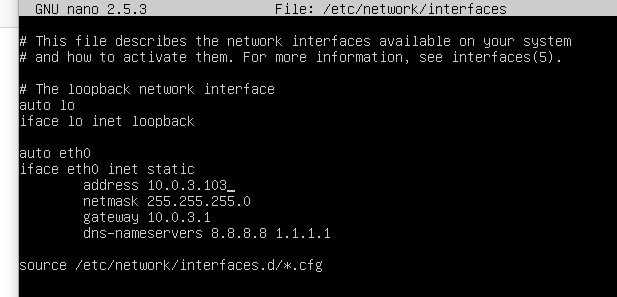 GNU nano 2.5.3 File: /etc/network/interfaces
# This file describes the network interfaces available on your system
# and how to activate them. For more information, see interfaces(5).
# The loopback network interface
auto lo
iface lo inet loopback
auto eth0
iface eth0 inet static
address 10.0.3.103_
netmask 255.255.255.0
gateway 10.0.3.1
dns-nameservers 8.8.8.8 1.1.1.1
source /etc/network/interfaces.d/*.cfg